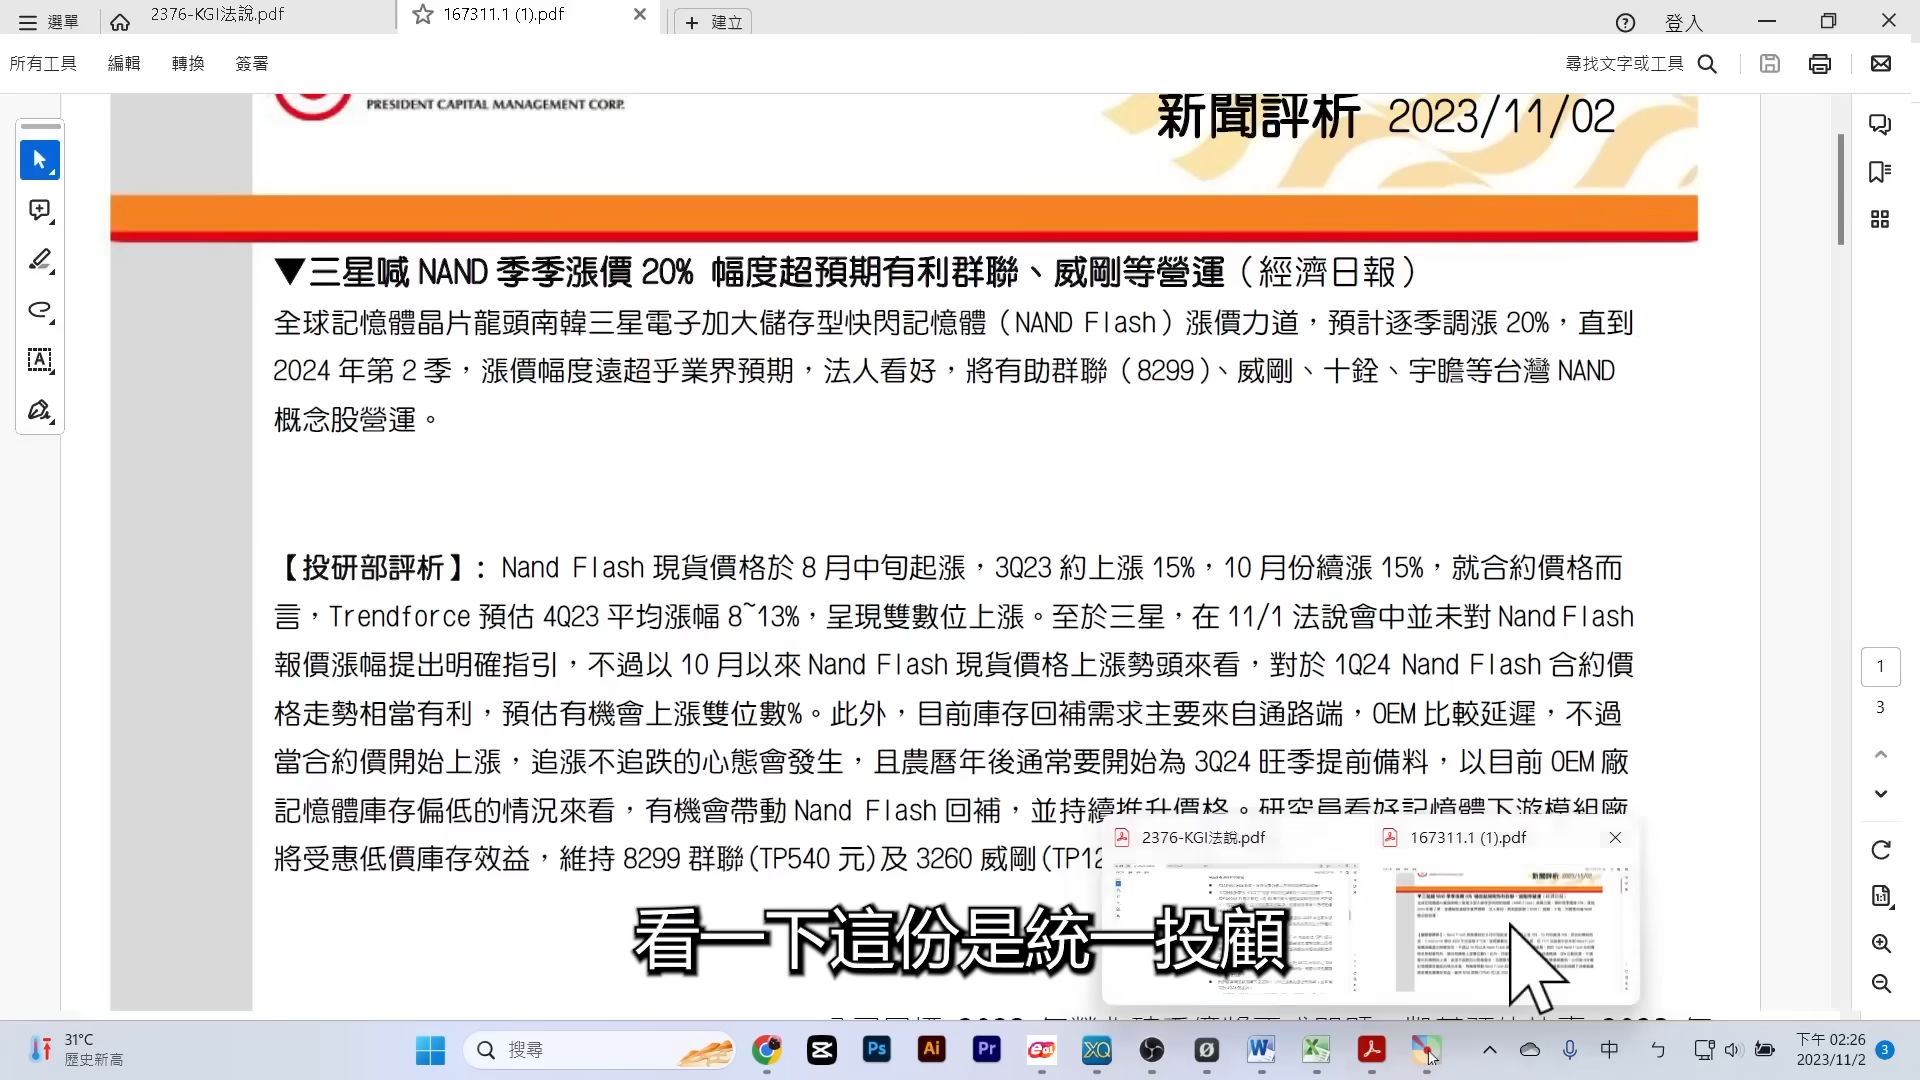 選單
2376-KGI法說.pdf
167311.1 (1).pdf
建立
登入
所有工具
編輯
轉換
簽署
尋找文字或工具
PRESIDENT CAPITAL MANAGEMENT CORP.
新聞評析 2023/11/02
▼三星喊 NAND 季季漲價 20% 幅度超預期有利群聯、威剛等營運（經濟日報）
全球記憶體晶片龍頭南韓三星電子加大儲存型快閃記憶體（NAND Flash）漲價力道，預計逐季調漲 20%，直到
2024 年第 2 季，漲價幅度遠超乎業界預期，法人看好，將有助群聯（8299）、威剛、十銓、宇瞻等台灣 NAND
概念股營運。
【投研部評析】: Nand Flash 現貨價格於 8 月中旬起漲，3Q23 約上漲 15%，10 月份續漲 15%，就合約價格而
言，Trendforce 預估 4Q23 平均漲幅 8~13%，呈現雙數位上漲。至於三星，在 11/1 法說會中並未對 Nand Flash
報價漲幅提出明確指引，不過以 10 月以來 Nand Flash 現貨價格上漲勢頭來看，對於 1Q24 Nand Flash 合約價
格走勢相當有利，預估有機會上漲雙位數%。此外，目前庫存回補需求主要來自通路端，OEM 比較延遲，不過
當合約價開始上漲，追漲不追跌的心態會發生，且農曆年後通常要開始為 3Q24 旺季提前備料，以目前 OEM 廠
記憶體庫存偏低的情況來看，有機會帶動 Nand Flash 回補，並持續推升價格。研究員看好記憶體下游模組廠
將受惠低價庫存效益，維持 8299 群聯(TP540 元)及 3260 威剛(TP12
2376-KGI法說.pdf
167311.1 (1).pdf
看一下這份是統一投顧
1
3
31°C
歷史新高
搜尋
中
ㄅ
下午 02:26
2023/11/2
3